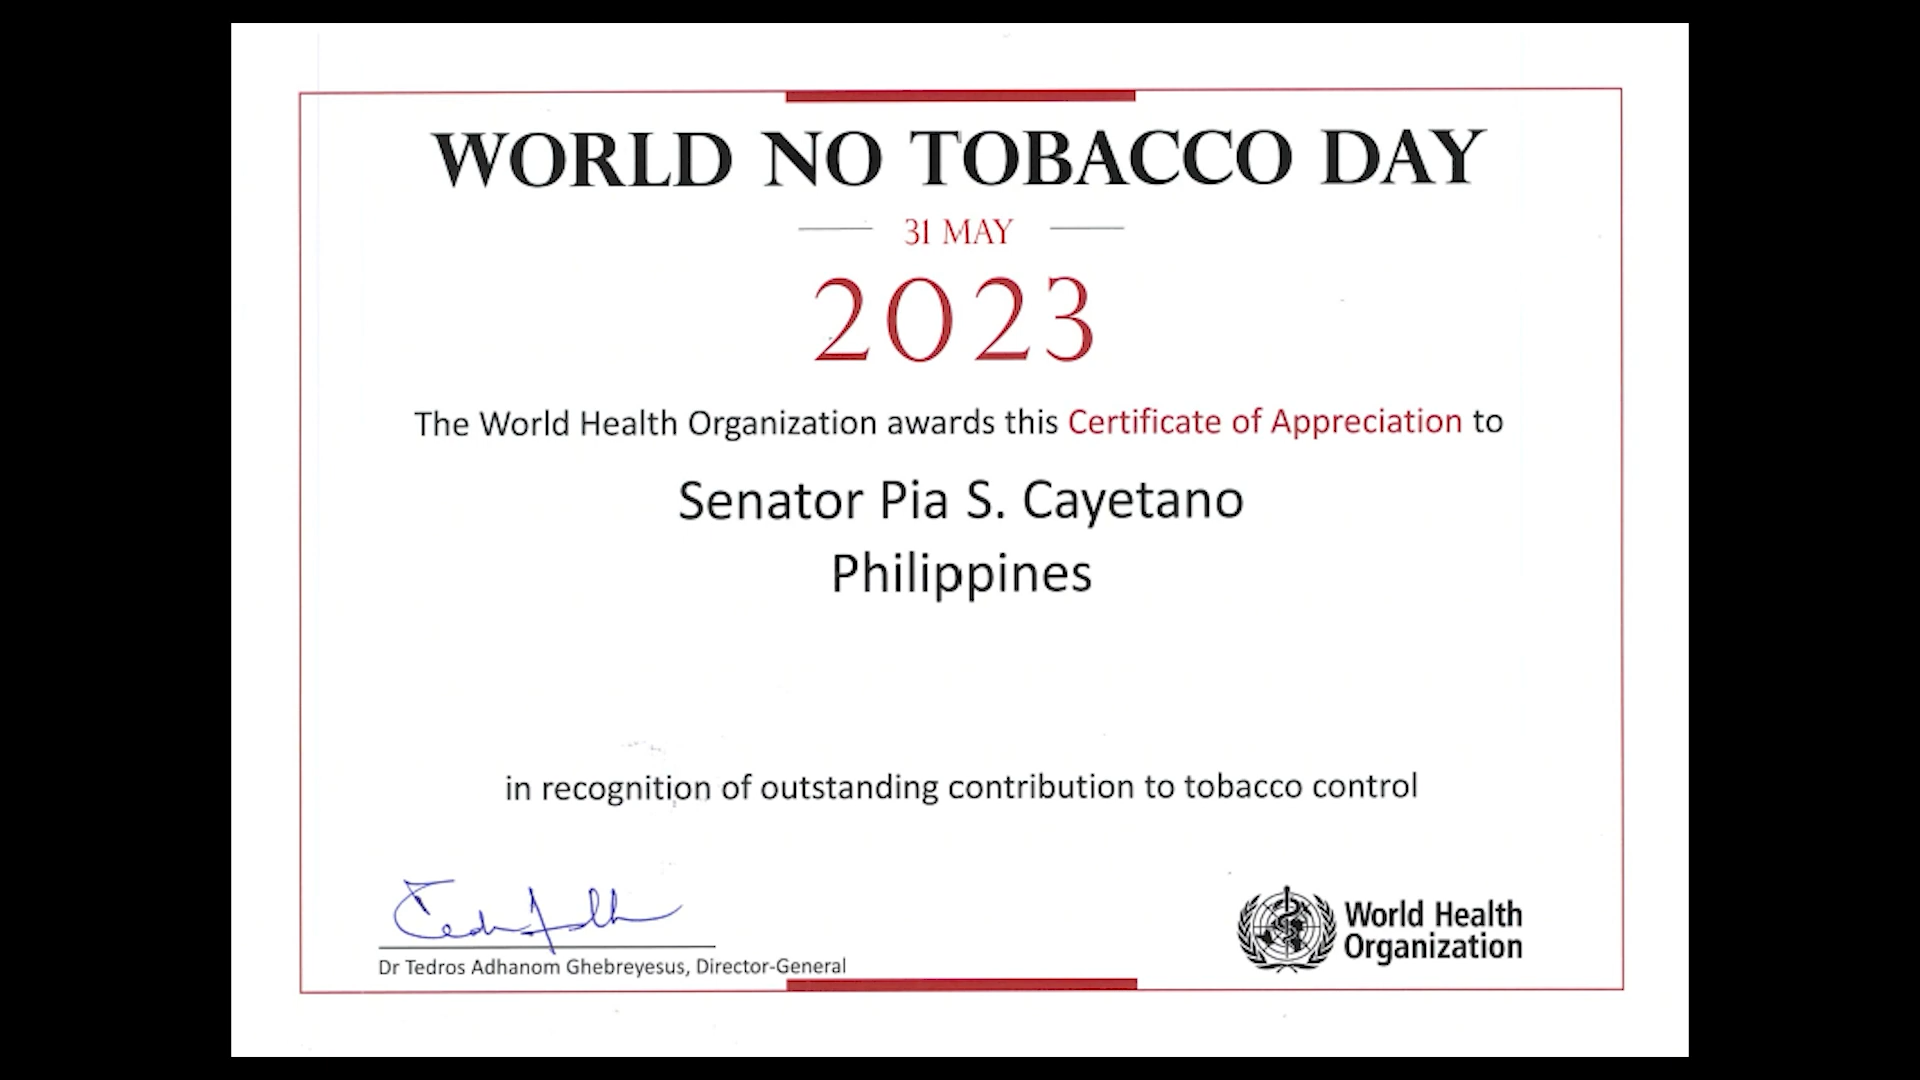 WORLD NO TOBACCO DAY
31 MAY
2023
The World Health Organization awards this Certificate of Appreciation to
Senator Pia S. Cayetano
Philippines
in recognition of outstanding contribution to tobacco control
Dr Tedros Adhanom Ghebreyesus, Director-General
World Health
Organization